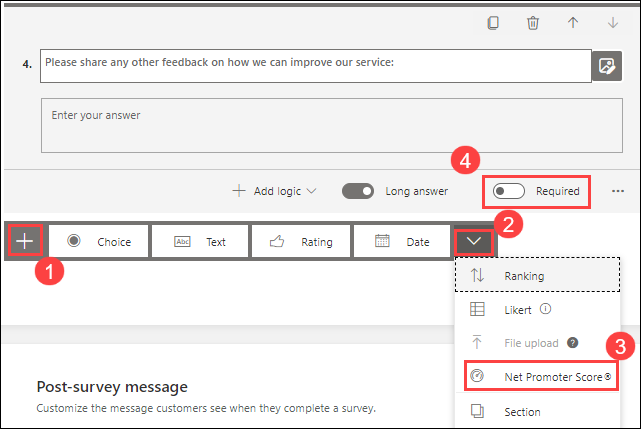 4. Please share any other feedback on how we can improve our service:
Enter your answer
4
Add logic Long answer Required
Choice Abc Text Rating Date
1 2
Ranking
Likert
File upload
3
Net Promoter Score®
Section
Post-survey message
Customize the message customers see when they complete a survey.